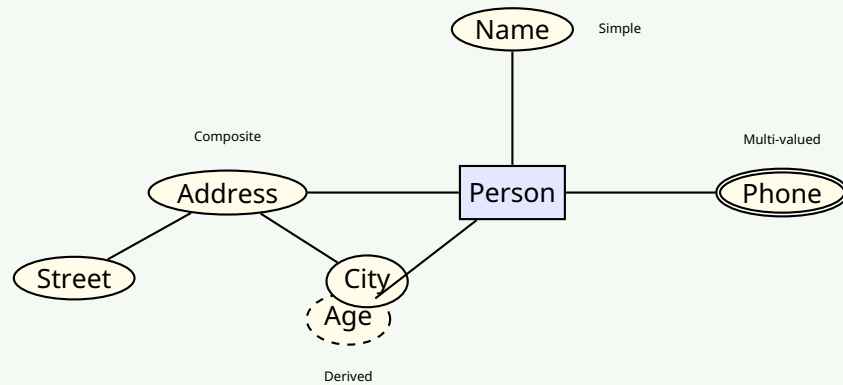 Name
Simple
Composite
Multi-valued
Address
Person
Phone
Street
City
Age
Derived